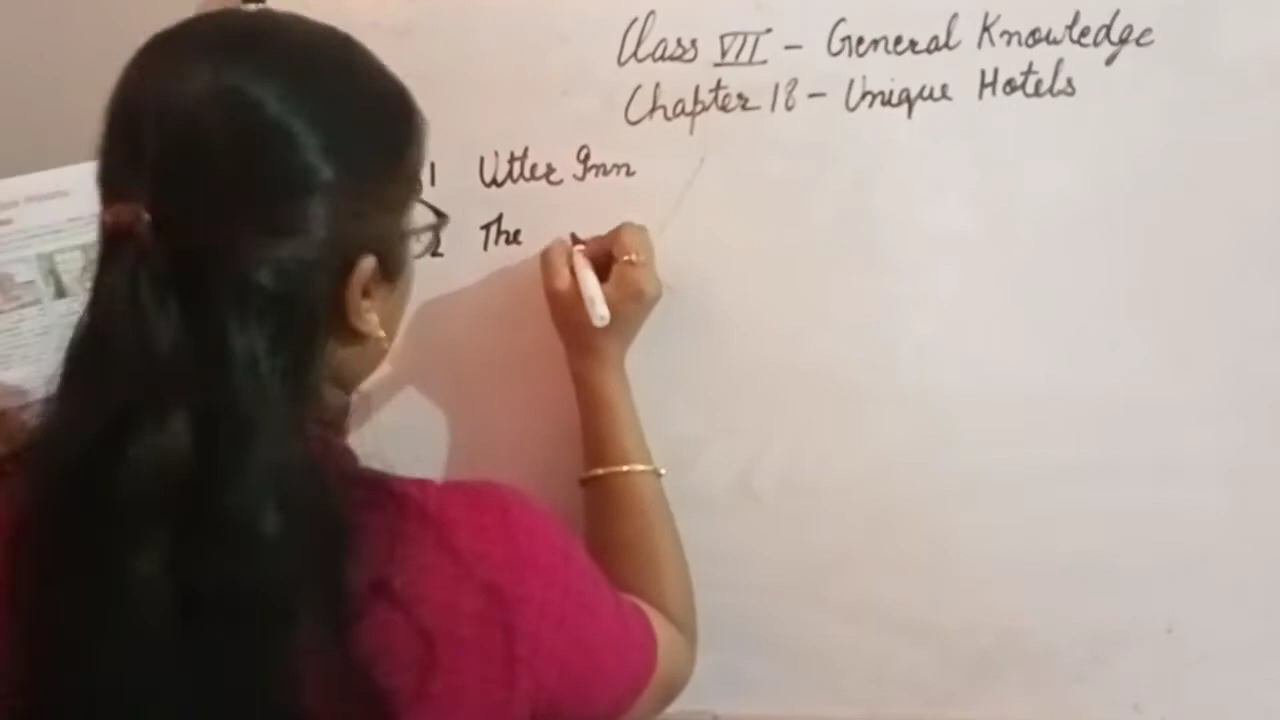 Class VII - General Knowledge
Chapter 18 - Unique Hotels
1 Utter Inn
2 The